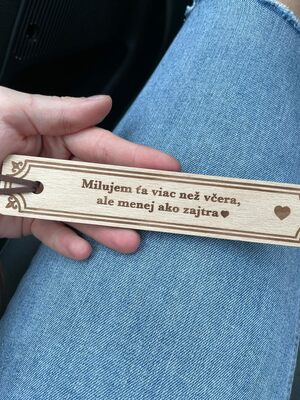 Milujem ťa viac než včera,
ale menej ako zajtra♥